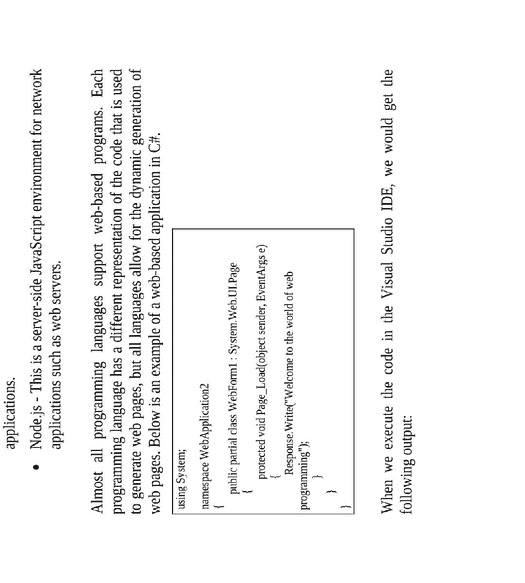 applications.
• Node.js - This is a server-side JavaScript environment for network
applications such as web servers.
Almost all programming languages support web-based programs. Each
programming language has a different representation of the code that is used
to generate web pages, but all languages allow for the dynamic generation of
web pages. Below is an example of a web-based application in C#.
using System;
namespace WebApplication2
{
public partial class WebForm1 : System.Web.UI.Page
{
protected void Page_Load(object sender, EventArgs e)
{
Response.Write("Welcome to the world of web
programming");
}
}
}
When we execute the code in the Visual Studio IDE, we would get the
following output: